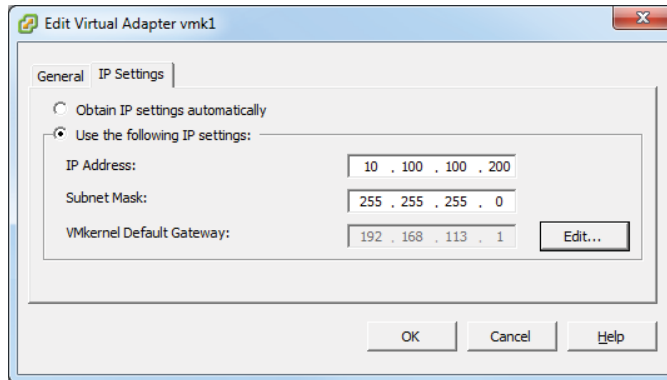 Edit Virtual Adapter vmk1
General IP Settings
Obtain IP settings automatically
Use the following IP settings:
IP Address: 10 . 100 . 100 . 200
Subnet Mask: 255 . 255 . 255 . 0
VMkernel Default Gateway: 192 . 168 . 113 . 1 Edit...
OK Cancel Help